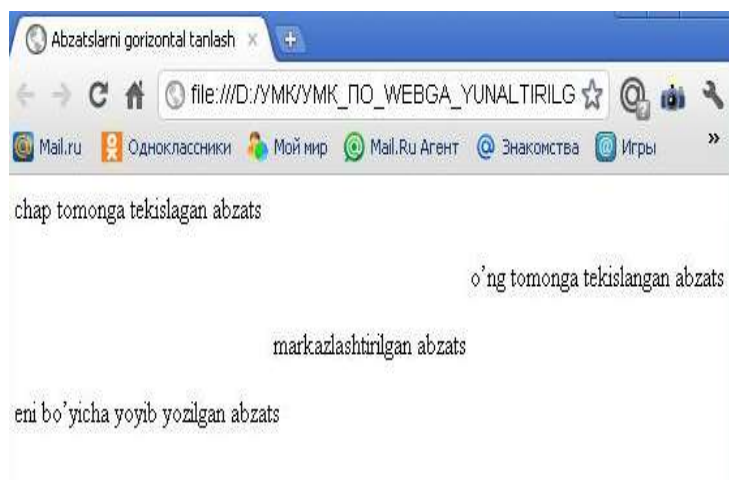 Abzatslarni gorizontal tanlash
file:///D:/УМК/УМК_ПО_WEBGA_YUNALTIRILG
Mail.ru Одноклассники Мой мир Mail.Ru Агент Знакомства Игры »
chap tomonga tekislagan abzats
o’ng tomonga tekislangan abzats
markazlashtirilgan abzats
eni bo’yicha yoyib yozilgan abzats